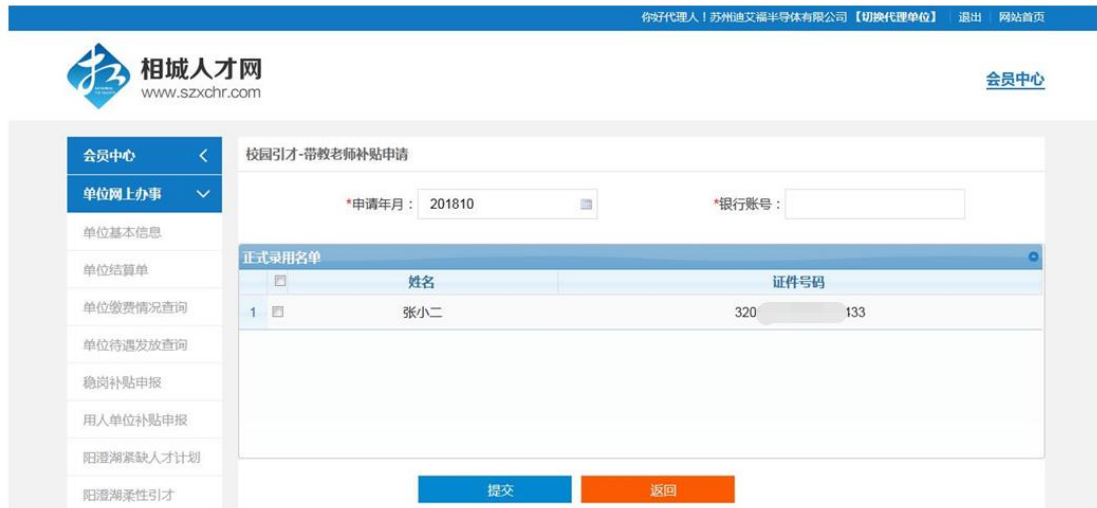 你好代理人！苏州迪艾福半导体有限公司 【切换代理单位】 退出 网站首页
相城人才网
www.szxchr.com
会员中心
会员中心
单位网上办事
单位基本信息
单位结算单
单位缴费情况查询
单位待遇发放查询
稳岗补贴申报
用人单位补贴申报
阳澄湖紧缺人才计划
阳澄湖柔性引才
校园引才-带教老师补贴申请
*申请年月： 201810 *银行账号：
正式录用名单
姓名 证件号码
1 张小二 320 433
提交 返回